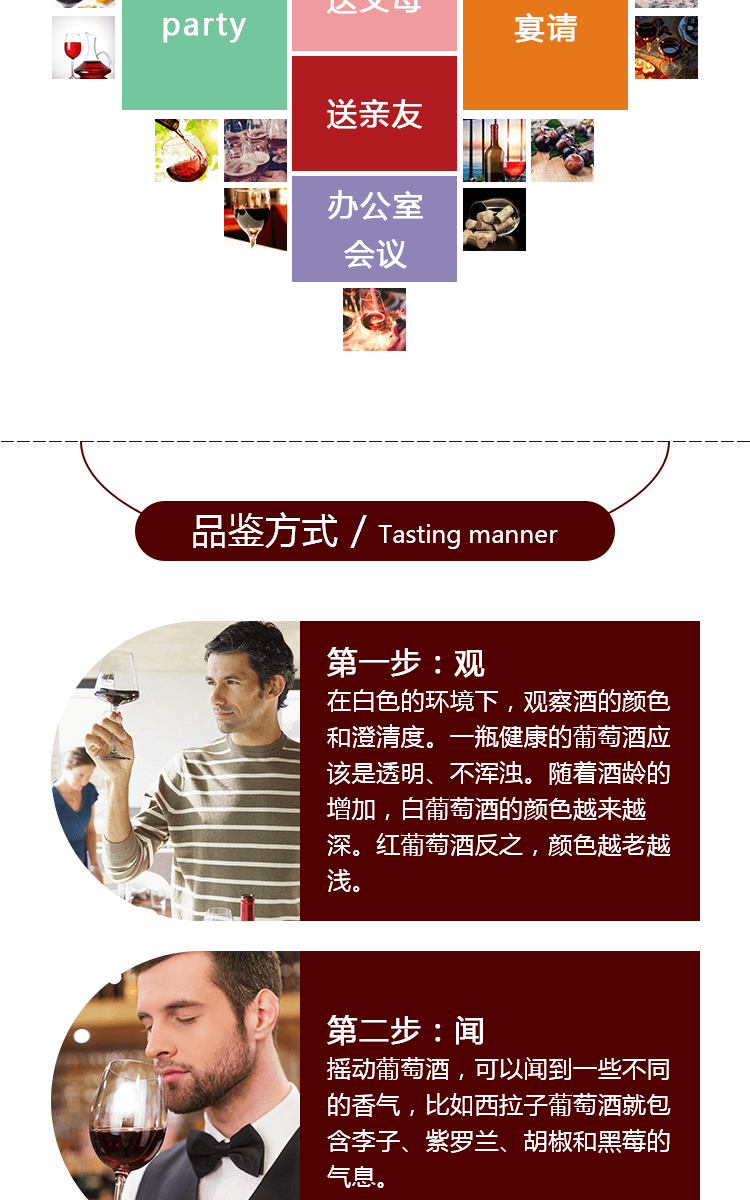 送父母
party
宴请
送亲友
办公室
会议
品鉴方式 / Tasting manner
第一步：观
在白色的环境下，观察酒的颜色
和澄清度。一瓶健康的葡萄酒应
该是透明、不浑浊。随着酒龄的
增加，白葡萄酒的颜色越来越
深。红葡萄酒反之，颜色越老越
浅。
第二步：闻
摇动葡萄酒，可以闻到一些不同
的香气，比如西拉子葡萄酒就包
含李子、紫罗兰、胡椒和黑莓的
气息。